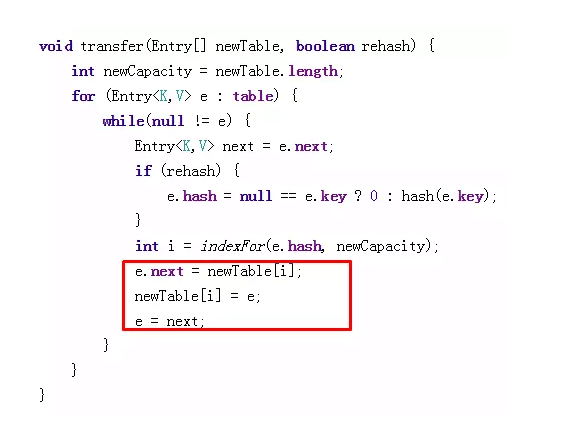 void transfer(Entry[] newTable, boolean rehash) {
int newCapacity = newTable.length;
for (Entry<K,V> e : table) {
while(null != e) {
Entry<K,V> next = e.next;
if (rehash) {
e.hash = null == e.key ? 0 : hash(e.key);
}
int i = indexFor(e.hash, newCapacity);
e.next = newTable[i];
newTable[i] = e;
e = next;
}
}
}